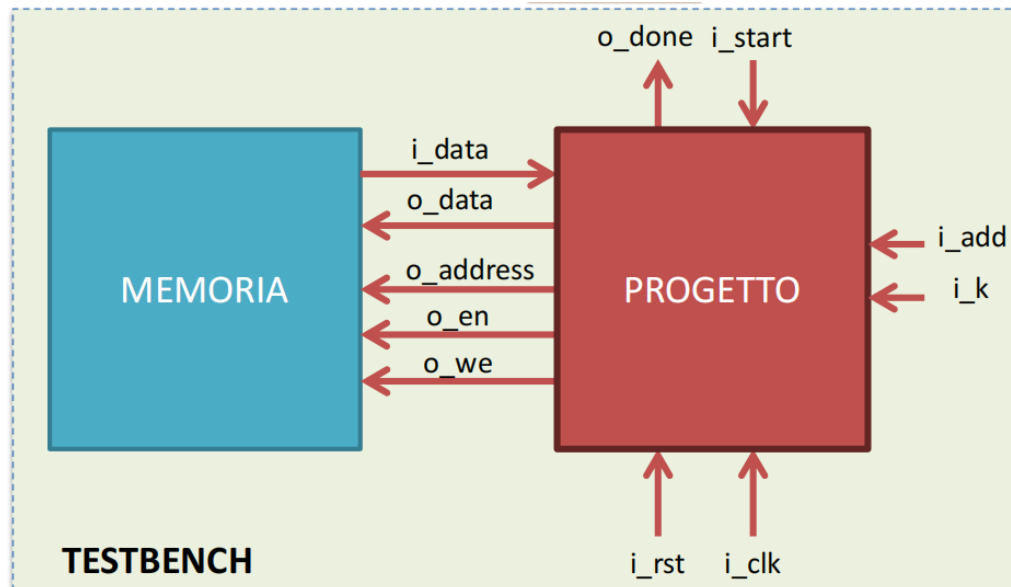 o_done i_start
i_data
o_data
i_add
MEMORIA
o_address
PROGETTO
i_k
o_en
o_we
TESTBENCH
i_rst i_clk